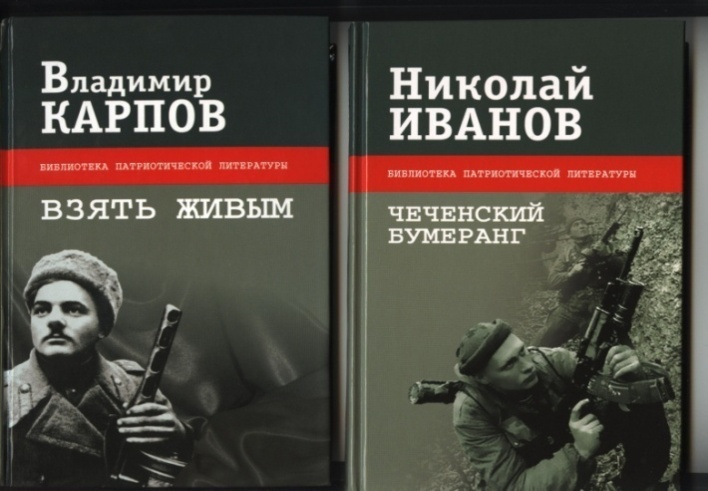 Владимир
КАРПОВ
БИБЛИОТЕКА ПАТРИОТИЧЕСКОЙ ЛИТЕРАТУРЫ
ВЗЯТЬ ЖИВЫМ
Николай
ИВАНОВ
БИБЛИОТЕКА ПАТРИОТИЧЕСКОЙ ЛИТЕРАТУРЫ
ЧЕЧЕНСКИЙ
БУМЕРАНГ